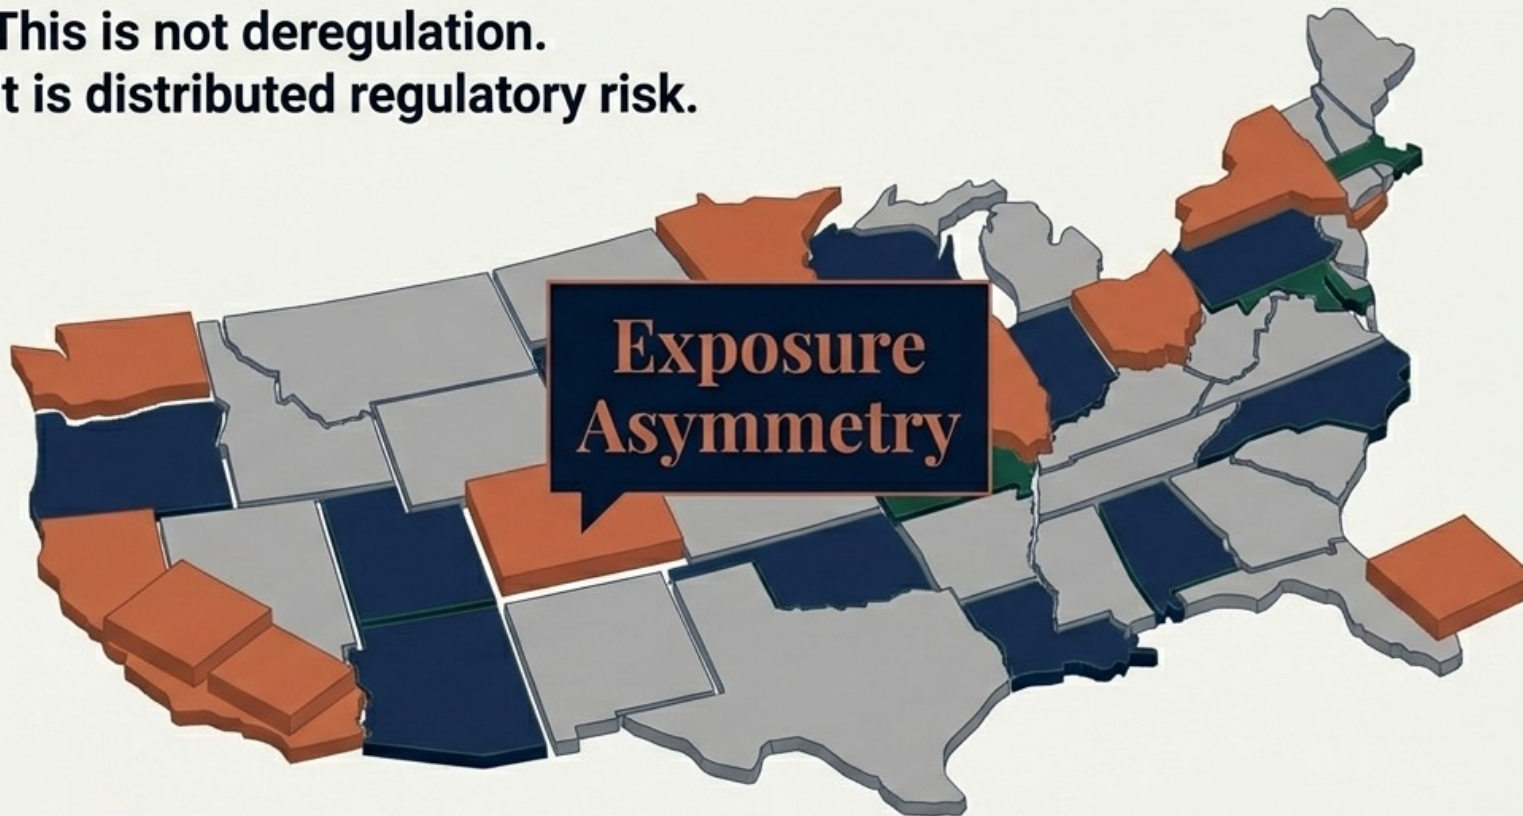 This is not deregulation.
t is distributed regulatory risk.
Exposure
Asymmetry